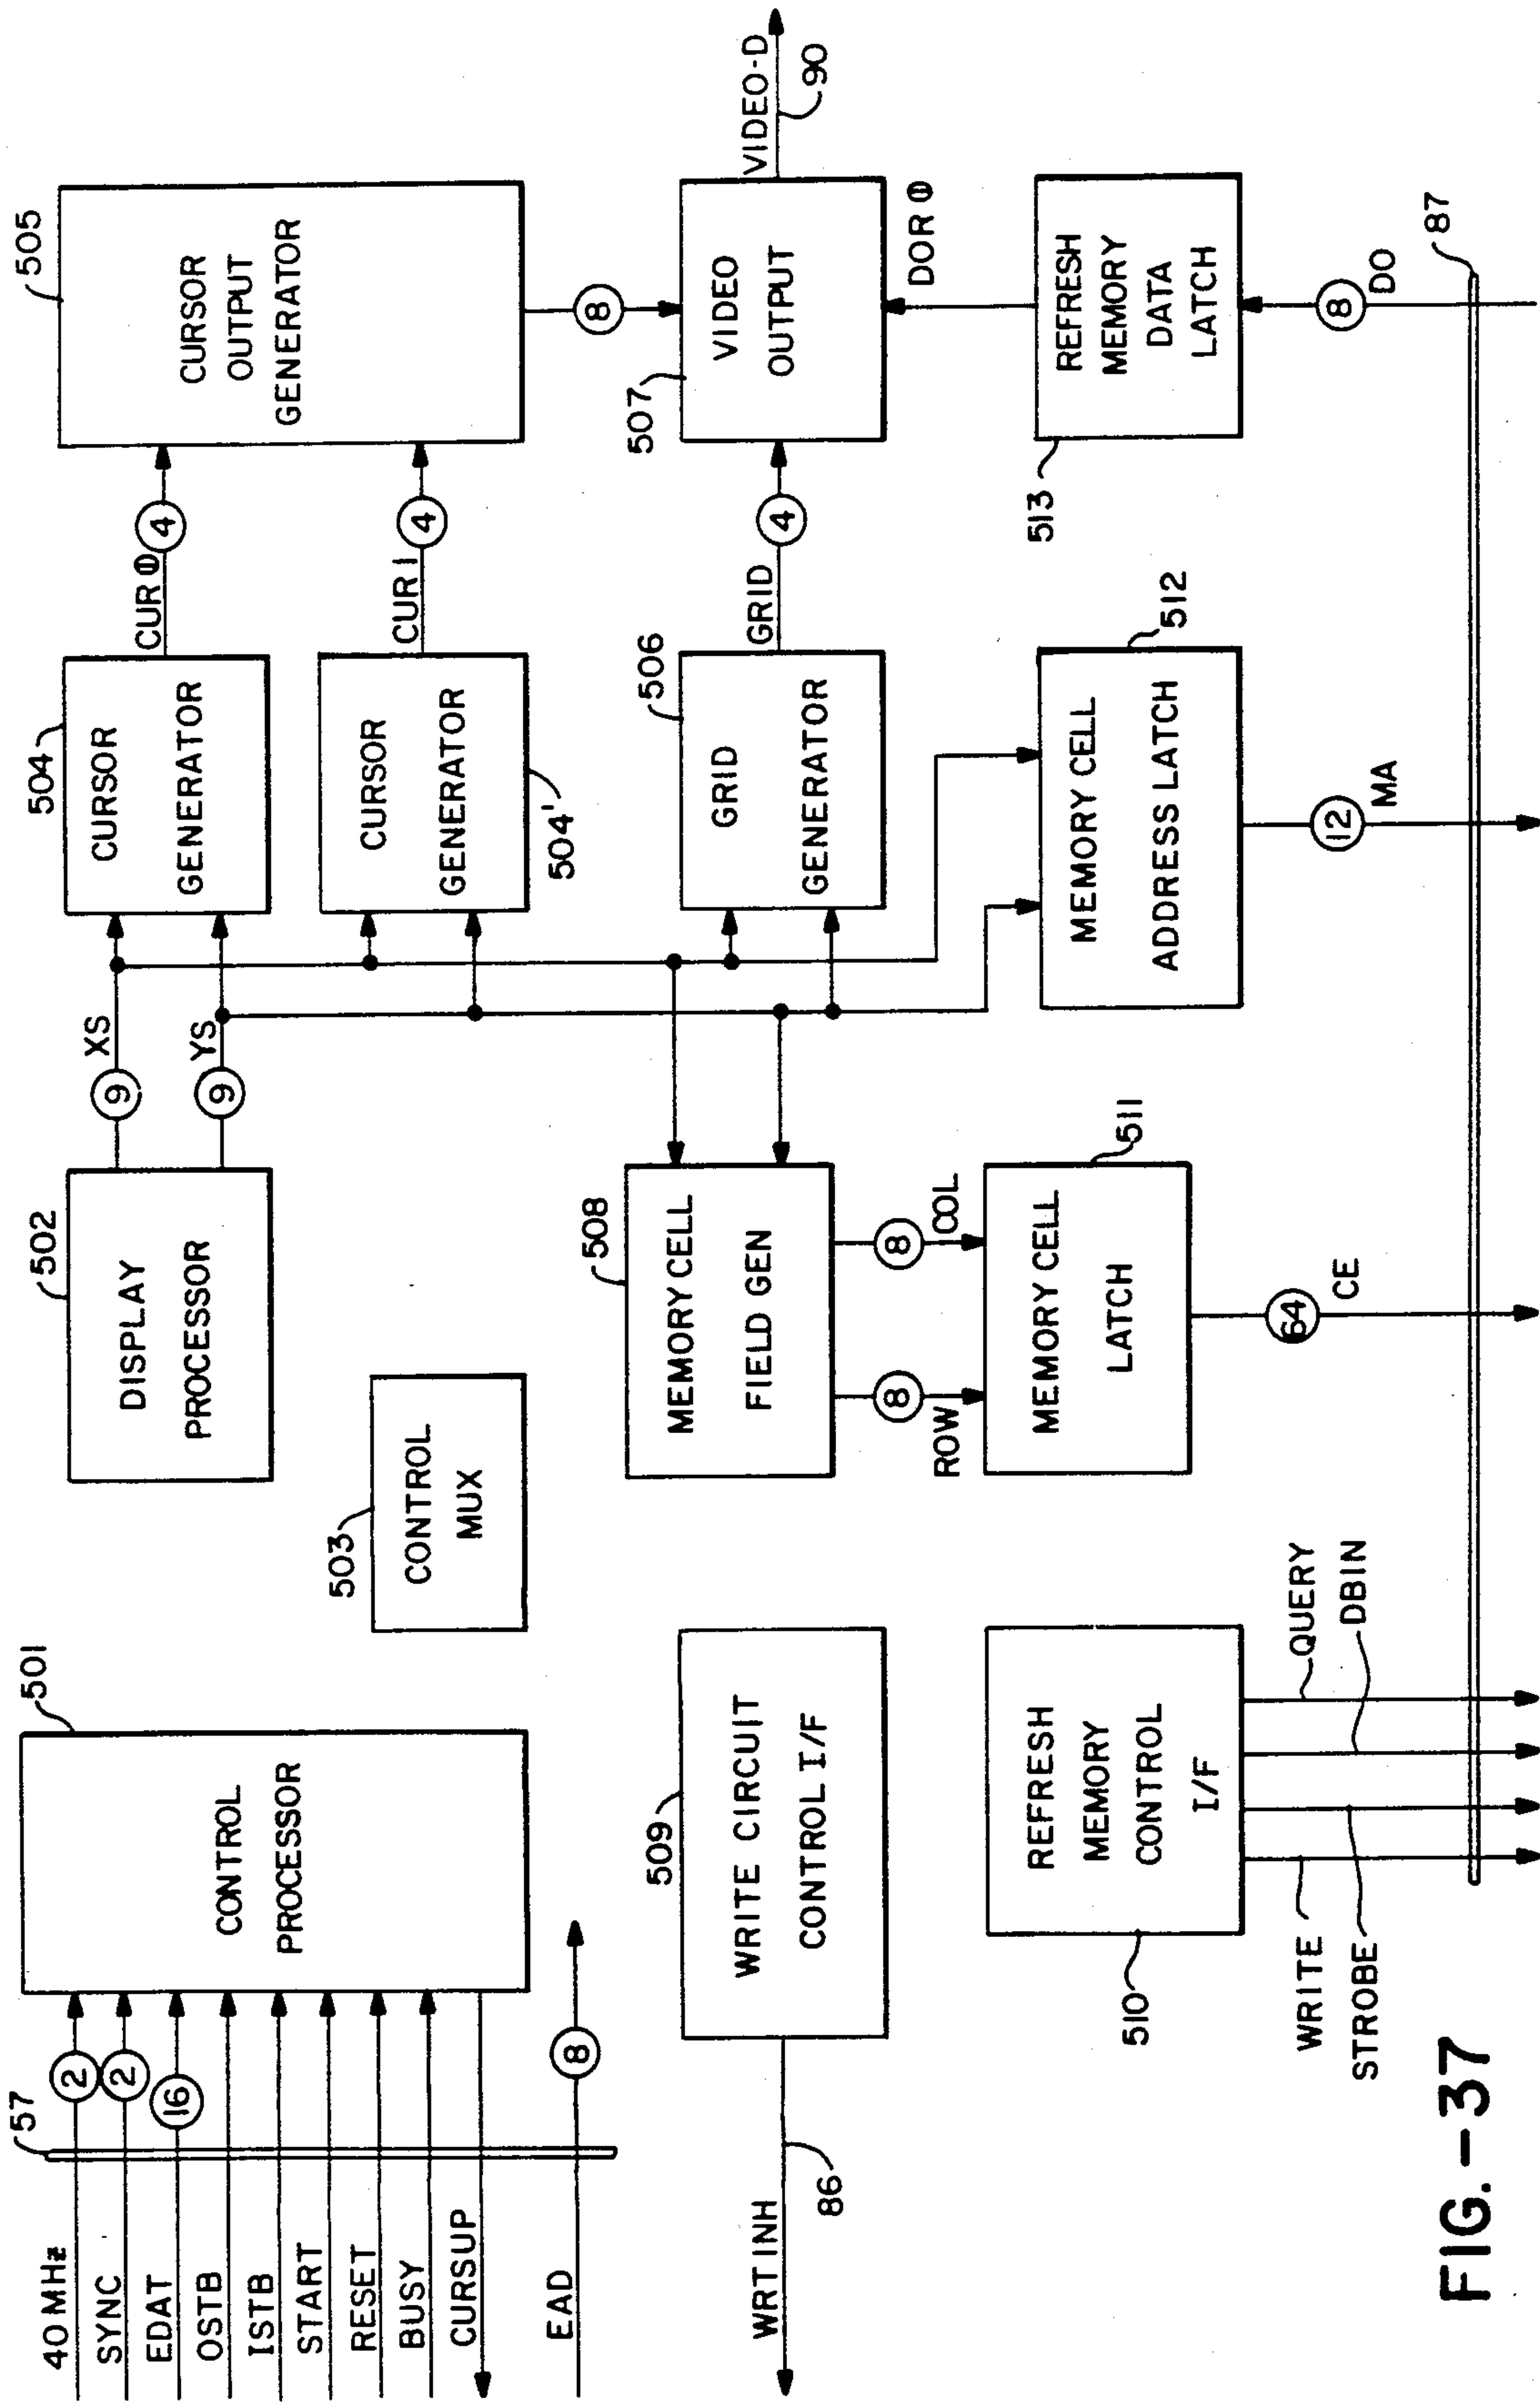 57
40MHz
2
SYNC
2
EDAT
16
OSTB
ISTB
START
RESET
BUSY
CURSUP
EAD
8
501
CONTROL
PROCESSOR
503
CONTROL
MUX
502
DISPLAY
PROCESSOR
9
XS
9
YS
504
CURSOR
GENERATOR
CUR 0
4
CURSOR
GENERATOR
504'
CUR 1
4
505
CURSOR
OUTPUT
GENERATOR
8
WRTINH
86
509
WRITE CIRCUIT
CONTROL I/F
508
MEMORY CELL
FIELD GEN
8
ROW
8
COL
506
GRID
GENERATOR
GRID
4
507
VIDEO
OUTPUT
VIDEO-D
90
DOR 0
510
REFRESH
MEMORY
CONTROL
I/F
WRITE
STROBE
QUERY
DBIN
511
MEMORY CELL
LATCH
64
CE
512
MEMORY CELL
ADDRESS LATCH
12
MA
513
REFRESH
MEMORY
DATA
LATCH
8
DO
87
FIG.-37